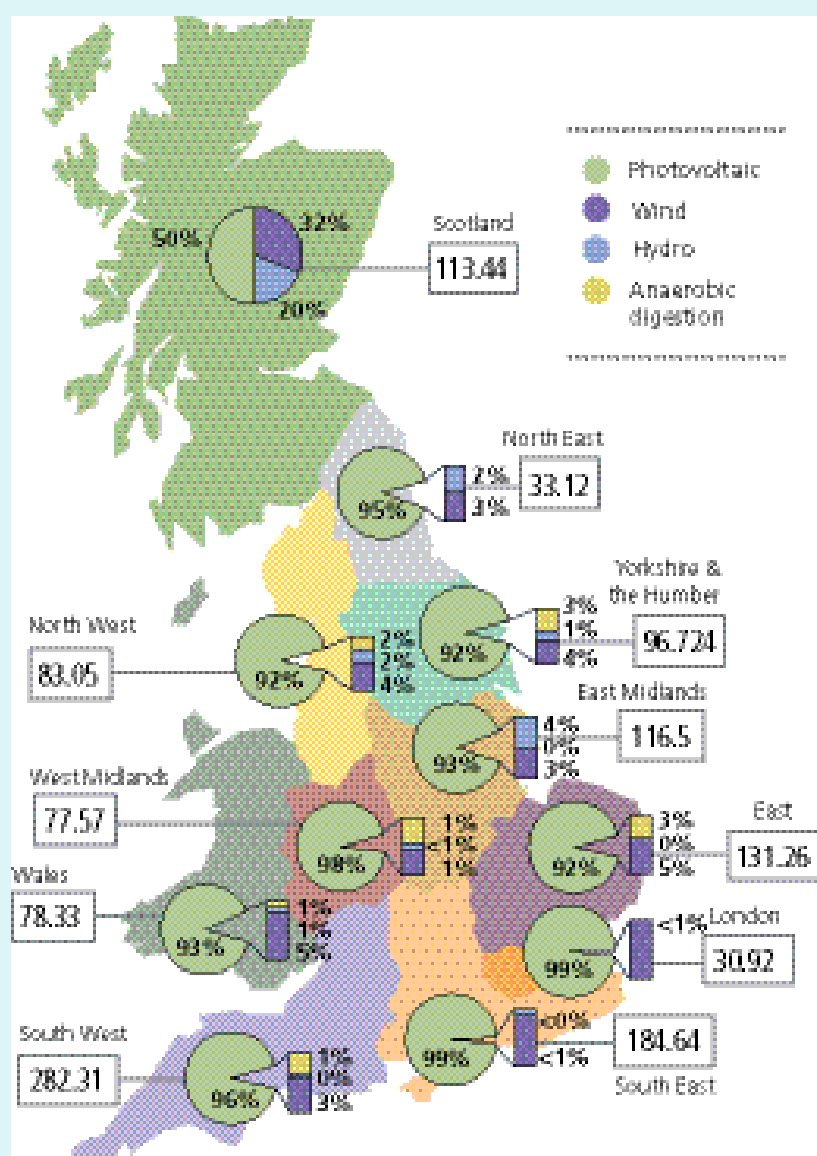 Photovoltaic
Wind
Hydro
Anaerobic
digestion
Scotland
113.44
50%
32%
20%
North East
33.12
95%
2%
3%
Yorkshire &
the Humber
96.724
92%
3%
1%
4%
North West
83.05
92%
2%
2%
4%
East Midlands
116.5
93%
4%
0%
3%
West Midlands
77.57
98%
1%
<1%
1%
East
131.26
92%
3%
0%
5%
Wales
78.33
93%
1%
1%
5%
London
30.92
99%
<1%
South West
282.31
96%
1%
0%
3%
184.64
South East
99%
<0%
<1%